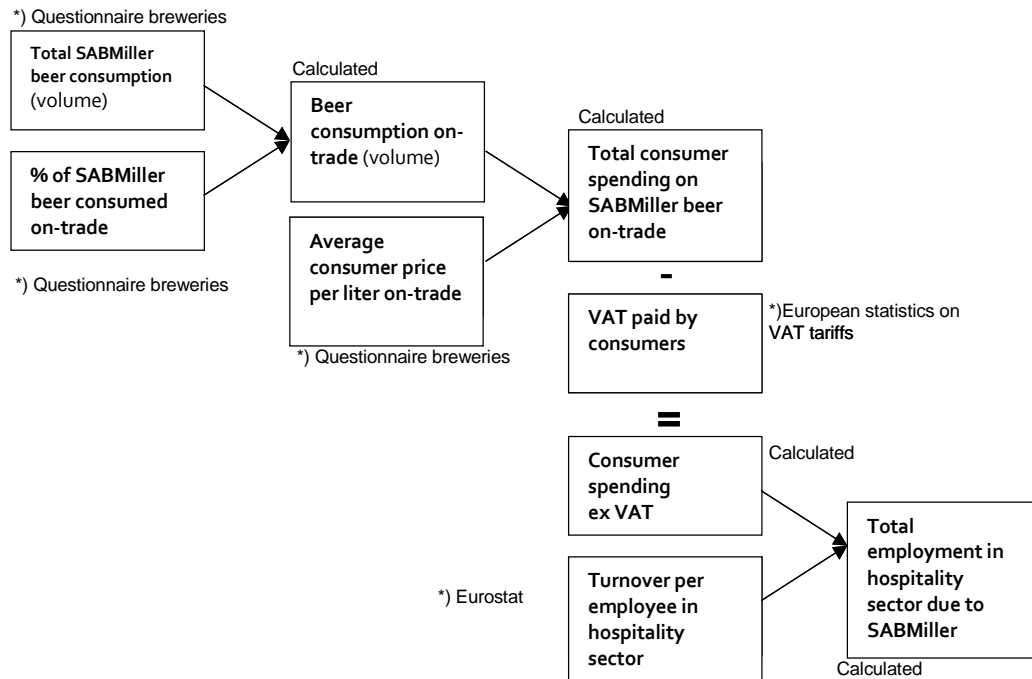 *) Questionnaire breweries
Total SABMiller
beer consumption
(volume)
% of SABMiller
beer consumed
on-trade
*) Questionnaire breweries
Calculated
Beer
consumption on-
trade (volume)
Average
consumer price
per liter on-trade
*) Questionnaire breweries
Calculated
Total consumer
spending on
SABMiller beer
on-trade
-
VAT paid by
consumers
*)European statistics on
VAT tariffs
=
Consumer
spending
ex VAT
Calculated
*) Eurostat
Turnover per
employee in
hospitality
sector
Total
employment in
hospitality
sector due to
SABMiller
Calculated